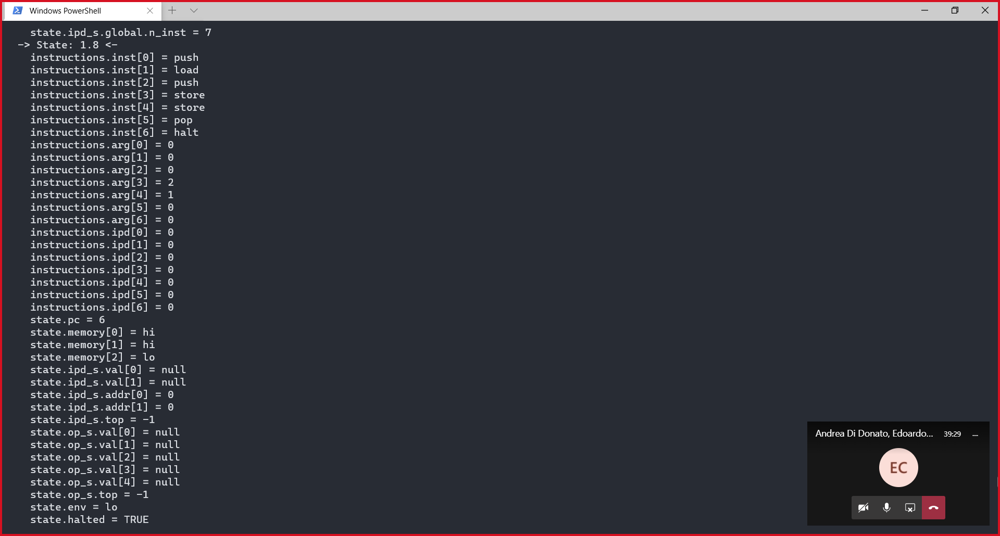 Windows PowerShell
state.ipd_s.global.n_inst = 7
-> State: 1.8 <-
instructions.inst[0] = push
instructions.inst[1] = load
instructions.inst[2] = push
instructions.inst[3] = store
instructions.inst[4] = store
instructions.inst[5] = pop
instructions.inst[6] = halt
instructions.arg[0] = 0
instructions.arg[1] = 0
instructions.arg[2] = 0
instructions.arg[3] = 2
instructions.arg[4] = 1
instructions.arg[5] = 0
instructions.arg[6] = 0
instructions.ipd[0] = 0
instructions.ipd[1] = 0
instructions.ipd[2] = 0
instructions.ipd[3] = 0
instructions.ipd[4] = 0
instructions.ipd[5] = 0
instructions.ipd[6] = 0
state.pc = 6
state.memory[0] = hi
state.memory[1] = hi
state.memory[2] = lo
state.ipd_s.val[0] = null
state.ipd_s.val[1] = null
state.ipd_s.addr[0] = 0
state.ipd_s.addr[1] = 0
state.ipd_s.top = -1
state.op_s.val[0] = null
state.op_s.val[1] = null
state.op_s.val[2] = null
state.op_s.val[3] = null
state.op_s.val[4] = null
state.op_s.top = -1
state.env = lo
state.halted = TRUE
Andrea Di Donato, Edoardo... 39:29
EC